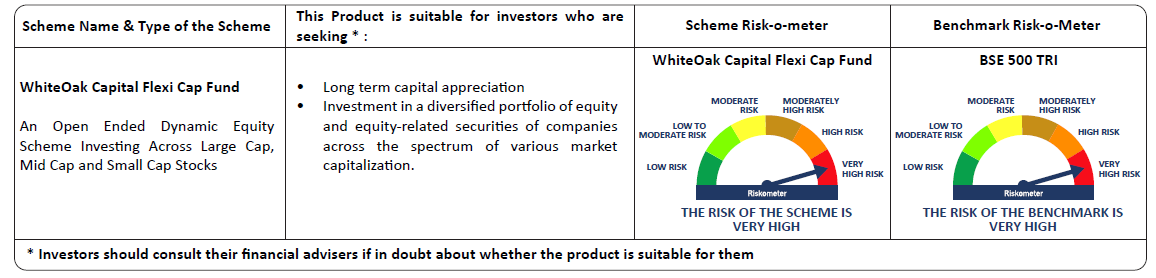 Scheme Name & Type of the Scheme
This Product is suitable for investors who are
seeking * :
Scheme Risk-o-meter
Benchmark Risk-o-Meter
WhiteOak Capital Flexi Cap Fund
An Open Ended Dynamic Equity
Scheme Investing Across Large Cap,
Mid Cap and Small Cap Stocks
• Long term capital appreciation
• Investment in a diversified portfolio of equity
and equity-related securities of companies
across the spectrum of various market
capitalization.
WhiteOak Capital Flexi Cap Fund
LOW RISK
LOW TO
MODERATE RISK
MODERATE
RISK
MODERATELY
HIGH RISK
HIGH RISK
VERY
HIGH RISK
Riskometer
THE RISK OF THE SCHEME IS
VERY HIGH
BSE 500 TRI
LOW RISK
LOW TO
MODERATE RISK
MODERATE
RISK
MODERATELY
HIGH RISK
HIGH RISK
VERY
HIGH RISK
Riskometer
THE RISK OF THE BENCHMARK IS
VERY HIGH
* Investors should consult their financial advisers if in doubt about whether the product is suitable for them